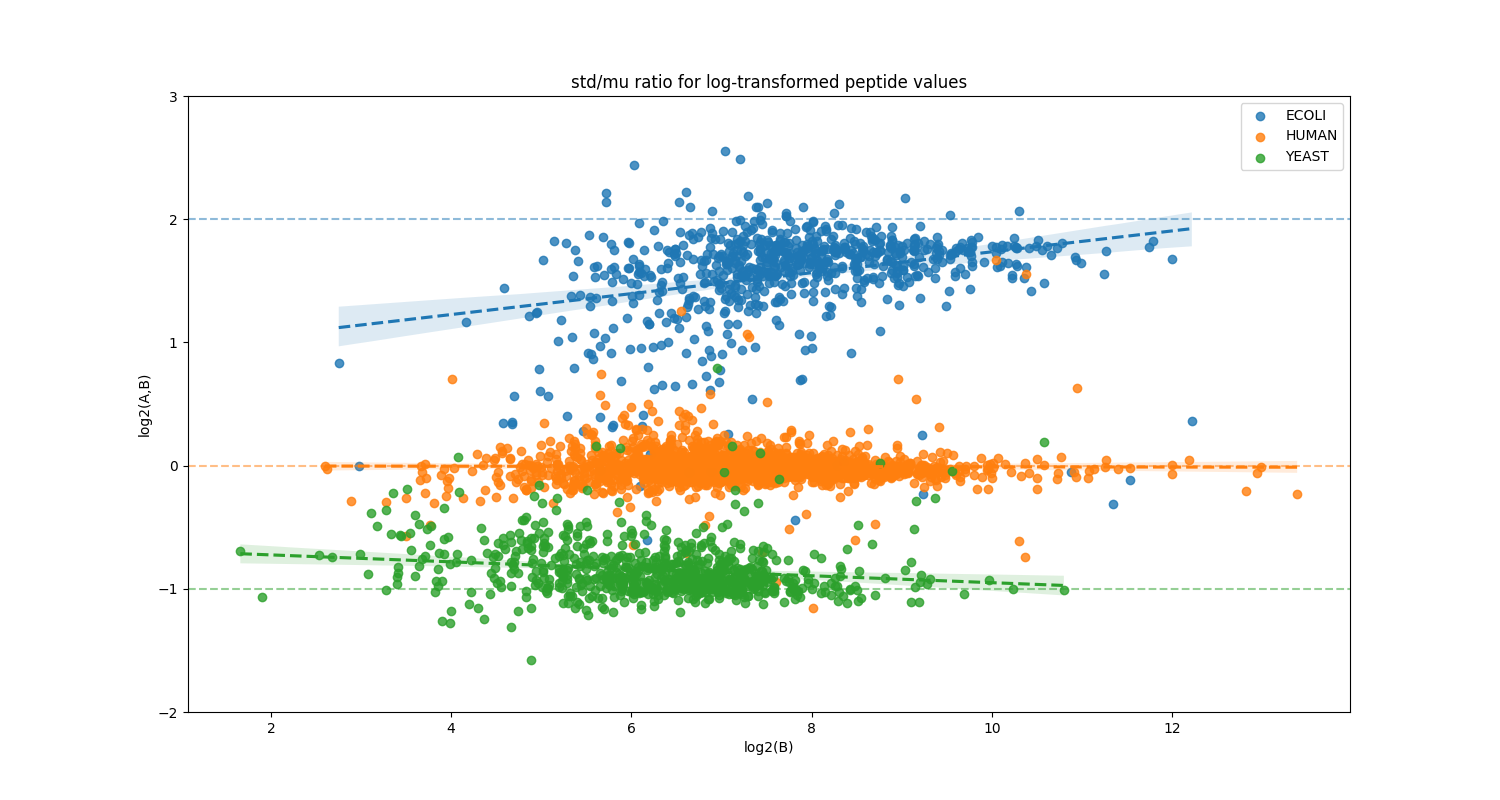 std/mu ratio for log-transformed peptide values
ECOLI
HUMAN
YEAST
3
2
1
0
−1
−2
log2(A,B)
2 4 6 8 10 12
log2(B)